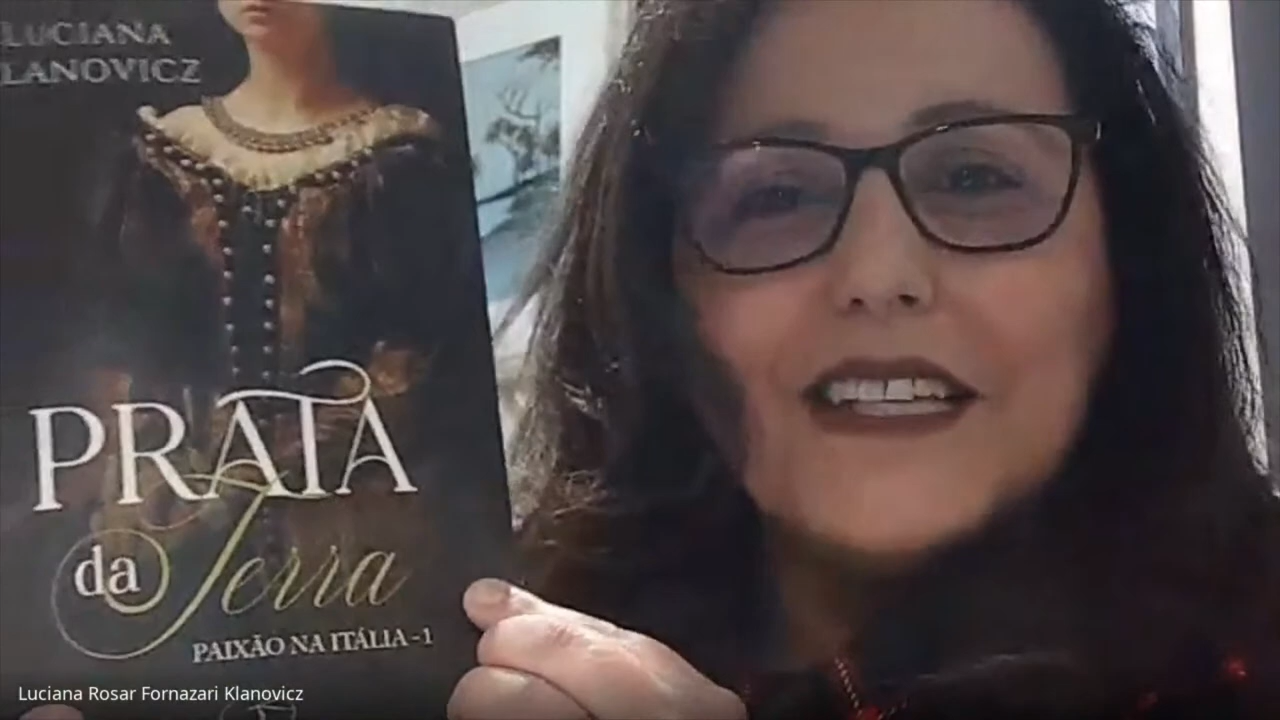 LUCIANA
KLANOVICZ
PRATA
da Terra
PAIXÃO NA ITÁLIA - 1
Luciana Rosar Fornazari Klanovicz